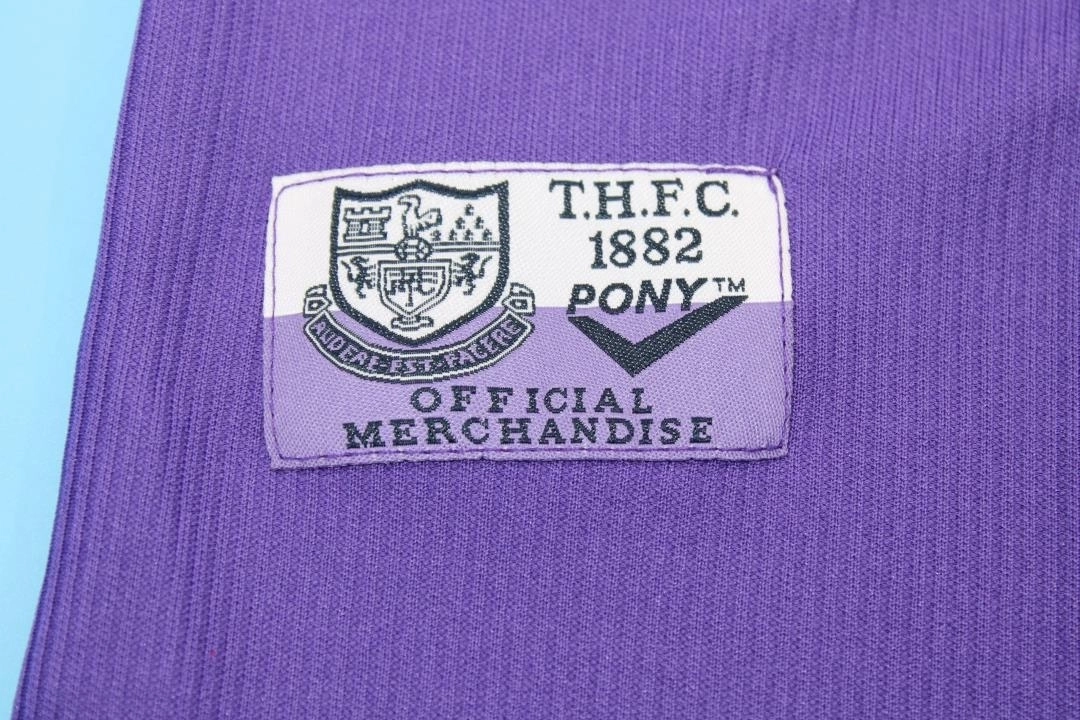 T.H.F.C.
1882
PONY™
AUDERE·EST·FACERE
OFFICIAL
MERCHANDISE